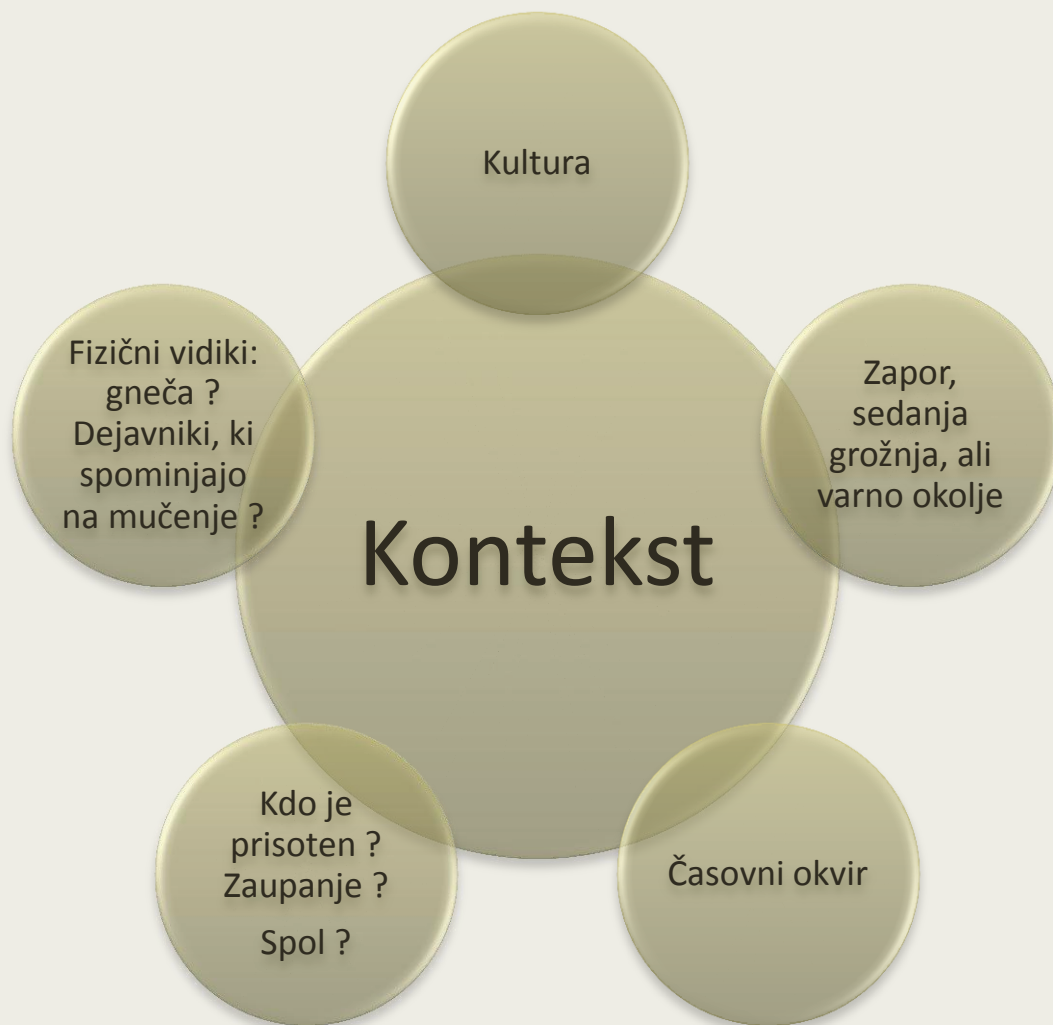 Kultura
Fizični vidiki:
gneča ?
Dejavniki, ki
spominjajo
na mučenje ?
Zapor,
sedanja
grožnja, ali
varno okolje
Kontekst
Kdo je
prisoten ?
Zaupanje ?
Spol ?
Časovni okvir